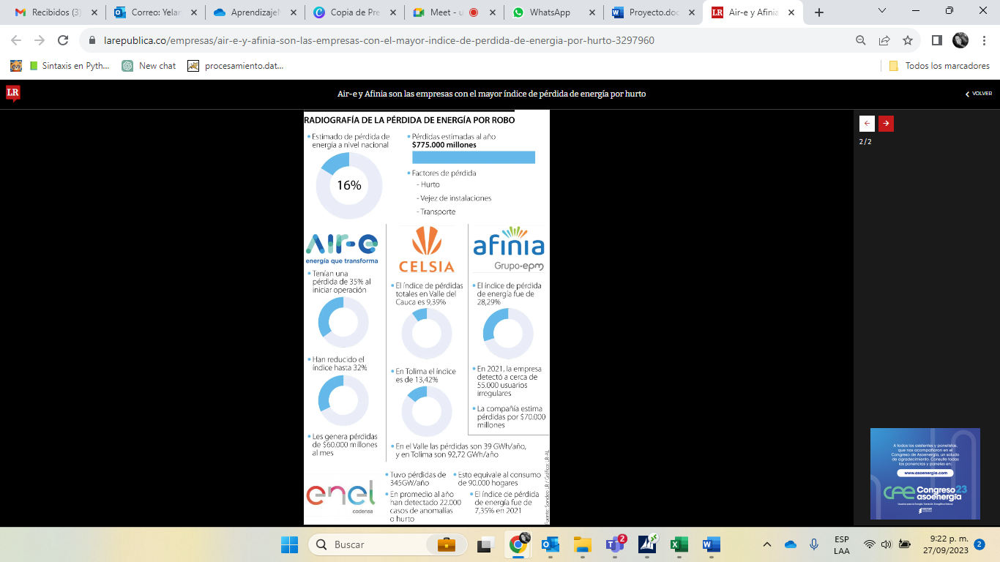 Recibidos (3)
Correo: Yelan
AprendizajeM
Copia de Pre
Meet - u
WhatsApp
Proyecto.doc
Air-e y Afinia
larepublica.co/empresas/air-e-y-afinia-son-las-empresas-con-el-mayor-indice-de-perdida-de-energia-por-hurto-3297960
Sintaxis en Pyth...
New chat
procesamiento.dat...
Todos los marcadores
LR
Air-e y Afinia son las empresas con el mayor índice de pérdida de energía por hurto
VOLVER
2 / 2
RADIOGRAFÍA DE LA PÉRDIDA DE ENERGÍA POR ROBO
• Estimado de pérdida de
energía a nivel nacional
16%
• Pérdidas estimadas al año
$775.000 millones
• Factores de pérdida
- Hurto
- Vejez de instalaciones
- Transporte
AIr-e
energía que transforma
• Tenían una
pérdida de 35% al
iniciar operación
• Han reducido el
índice hasta 32%
• Les genera pérdidas
de $60.000 millones
al mes
CELSIA
• El índice de pérdidas
totales en Valle del
Cauca es 9,39%
• En Tolima el índice
es de 13,42%
• En el Valle las pérdidas son 39 GWh/año,
y en Tolima son 92,72 GWh/año
afinia
Grupo•epm
• El índice de pérdida
de energía fue de
28,29%
• En 2021, la empresa
detectó a cerca de
55.000 usuarios
irregulares
• La compañía estima
pérdidas por $70.000
millones
enel
codensa
• Tuvo pérdidas de
345GW/año
• En promedio al año
han detectado 22.000
casos de anomalías
o hurto
• Esto equivale al consumo
de 90.000 hogares
• El índice de pérdida
de energía fue de
7,35% en 2021
Fuente: Sondeo LR / Gráfico: LR-AL
A todos los asistentes y panelistas,
que nos acompañaron en el
Congreso de Asoenergía, un saludo
de agradecimiento. Consulte todas
las ponencias y paneles en:
www.asoenergia.com
Congreso 23
asoenergía
Buscar
2
ESP
LAA
9:22 p. m.
27/09/2023
2